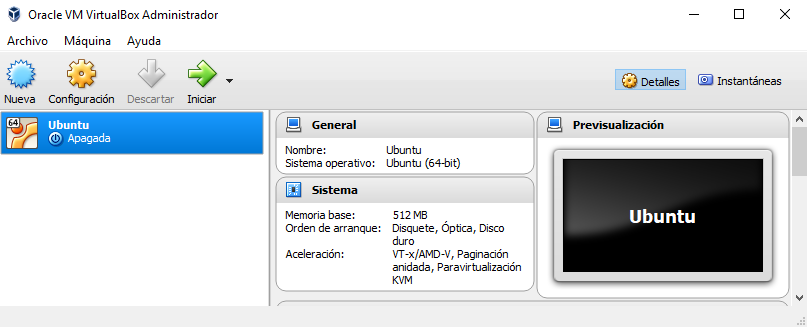 Oracle VM VirtualBox Administrador
Archivo Máquina Ayuda
Nueva Configuración Descartar Iniciar Detalles Instantáneas
64
Ubuntu
Apagada
General
Nombre: Ubuntu
Sistema operativo: Ubuntu (64-bit)
Sistema
Memoria base: 512 MB
Orden de arranque: Disquete, Óptica, Disco
duro
Aceleración: VT-x/AMD-V, Paginación
anidada, Paravirtualización
KVM
Previsualización
Ubuntu